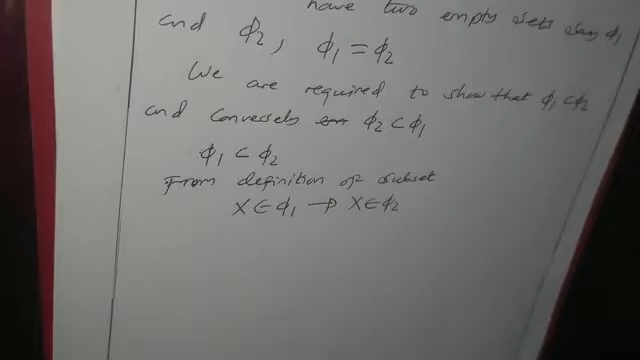 have two empty sets say ϕ1
and ϕ2, ϕ1 = ϕ2
We are required to show that ϕ1 ⊂ ϕ2
and conversely ϕ2 ⊂ ϕ1
ϕ1 ⊂ ϕ2
From definition of subset
X ∈ ϕ1 → X ∈ ϕ2